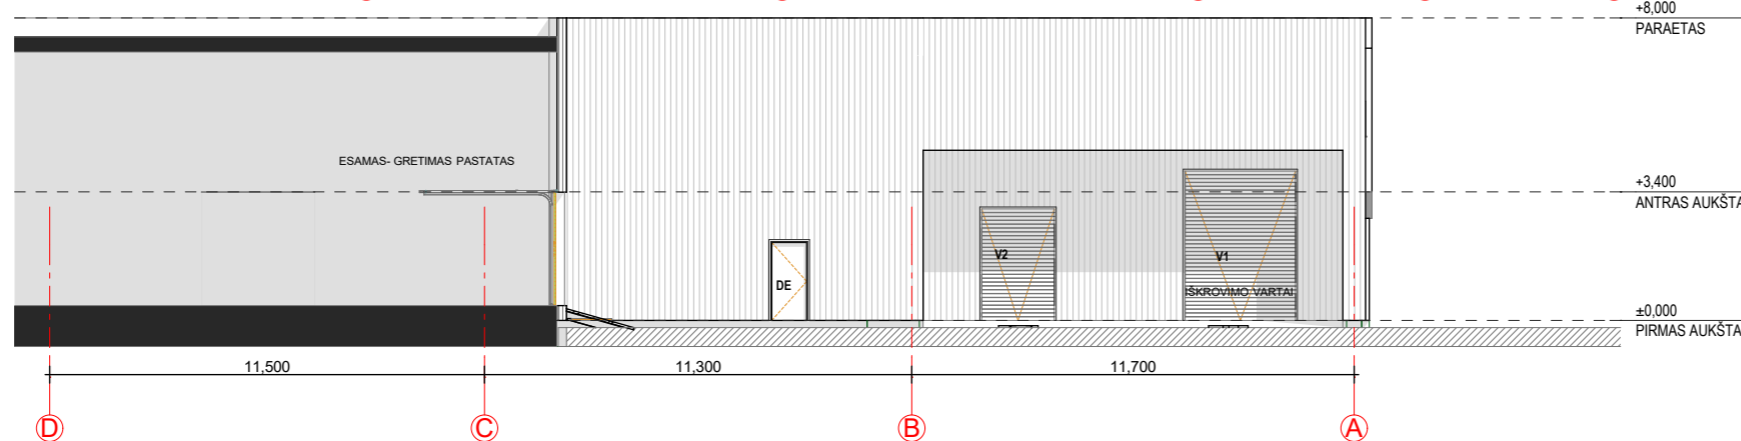 +8,000
PARAETAS
ESAMAS- GRETIMAS PASTATAS
+3,400
ANTRAS AUKŠTA
V2
V1
DE
IŠKROVIMO VARTAI
±0,000
PIRMAS AUKŠTA
11,500
11,300
11,700
D
C
B
A